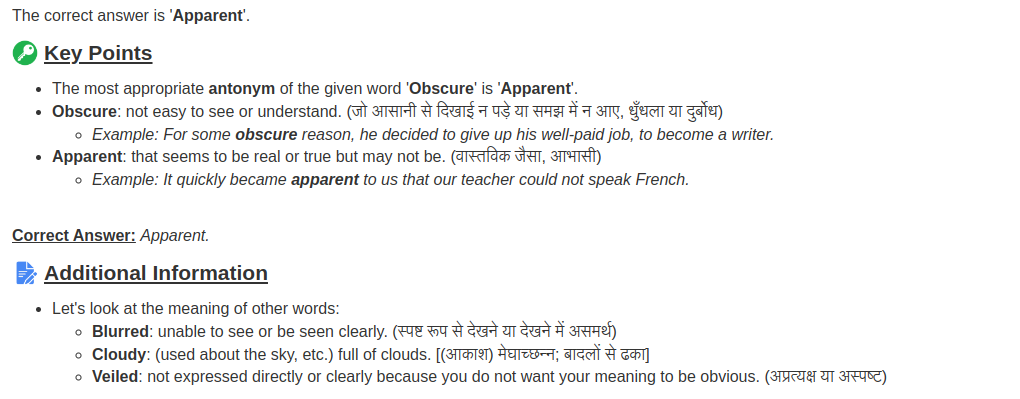 The correct answer is 'Apparent'.
Key Points
The most appropriate antonym of the given word 'Obscure' is 'Apparent'.
Obscure: not easy to see or understand. (जो आसानी से दिखाई न पड़े या समझ में न आए, धुँधला या दुर्बोध)
Example: For some obscure reason, he decided to give up his well-paid job, to become a writer.
Apparent: that seems to be real or true but may not be. (वास्तविक जैसा, आभासी)
Example: It quickly became apparent to us that our teacher could not speak French.
Correct Answer: Apparent.
Additional Information
Let's look at the meaning of other words:
Blurred: unable to see or be seen clearly. (स्पष्ट रूप से देखने या देखने में असमर्थ)
Cloudy: (used about the sky, etc.) full of clouds. [(आकाश) मेघाच्छन्न; बादलों से ढका]
Veiled: not expressed directly or clearly because you do not want your meaning to be obvious. (अप्रत्यक्ष या अस्पष्ट)